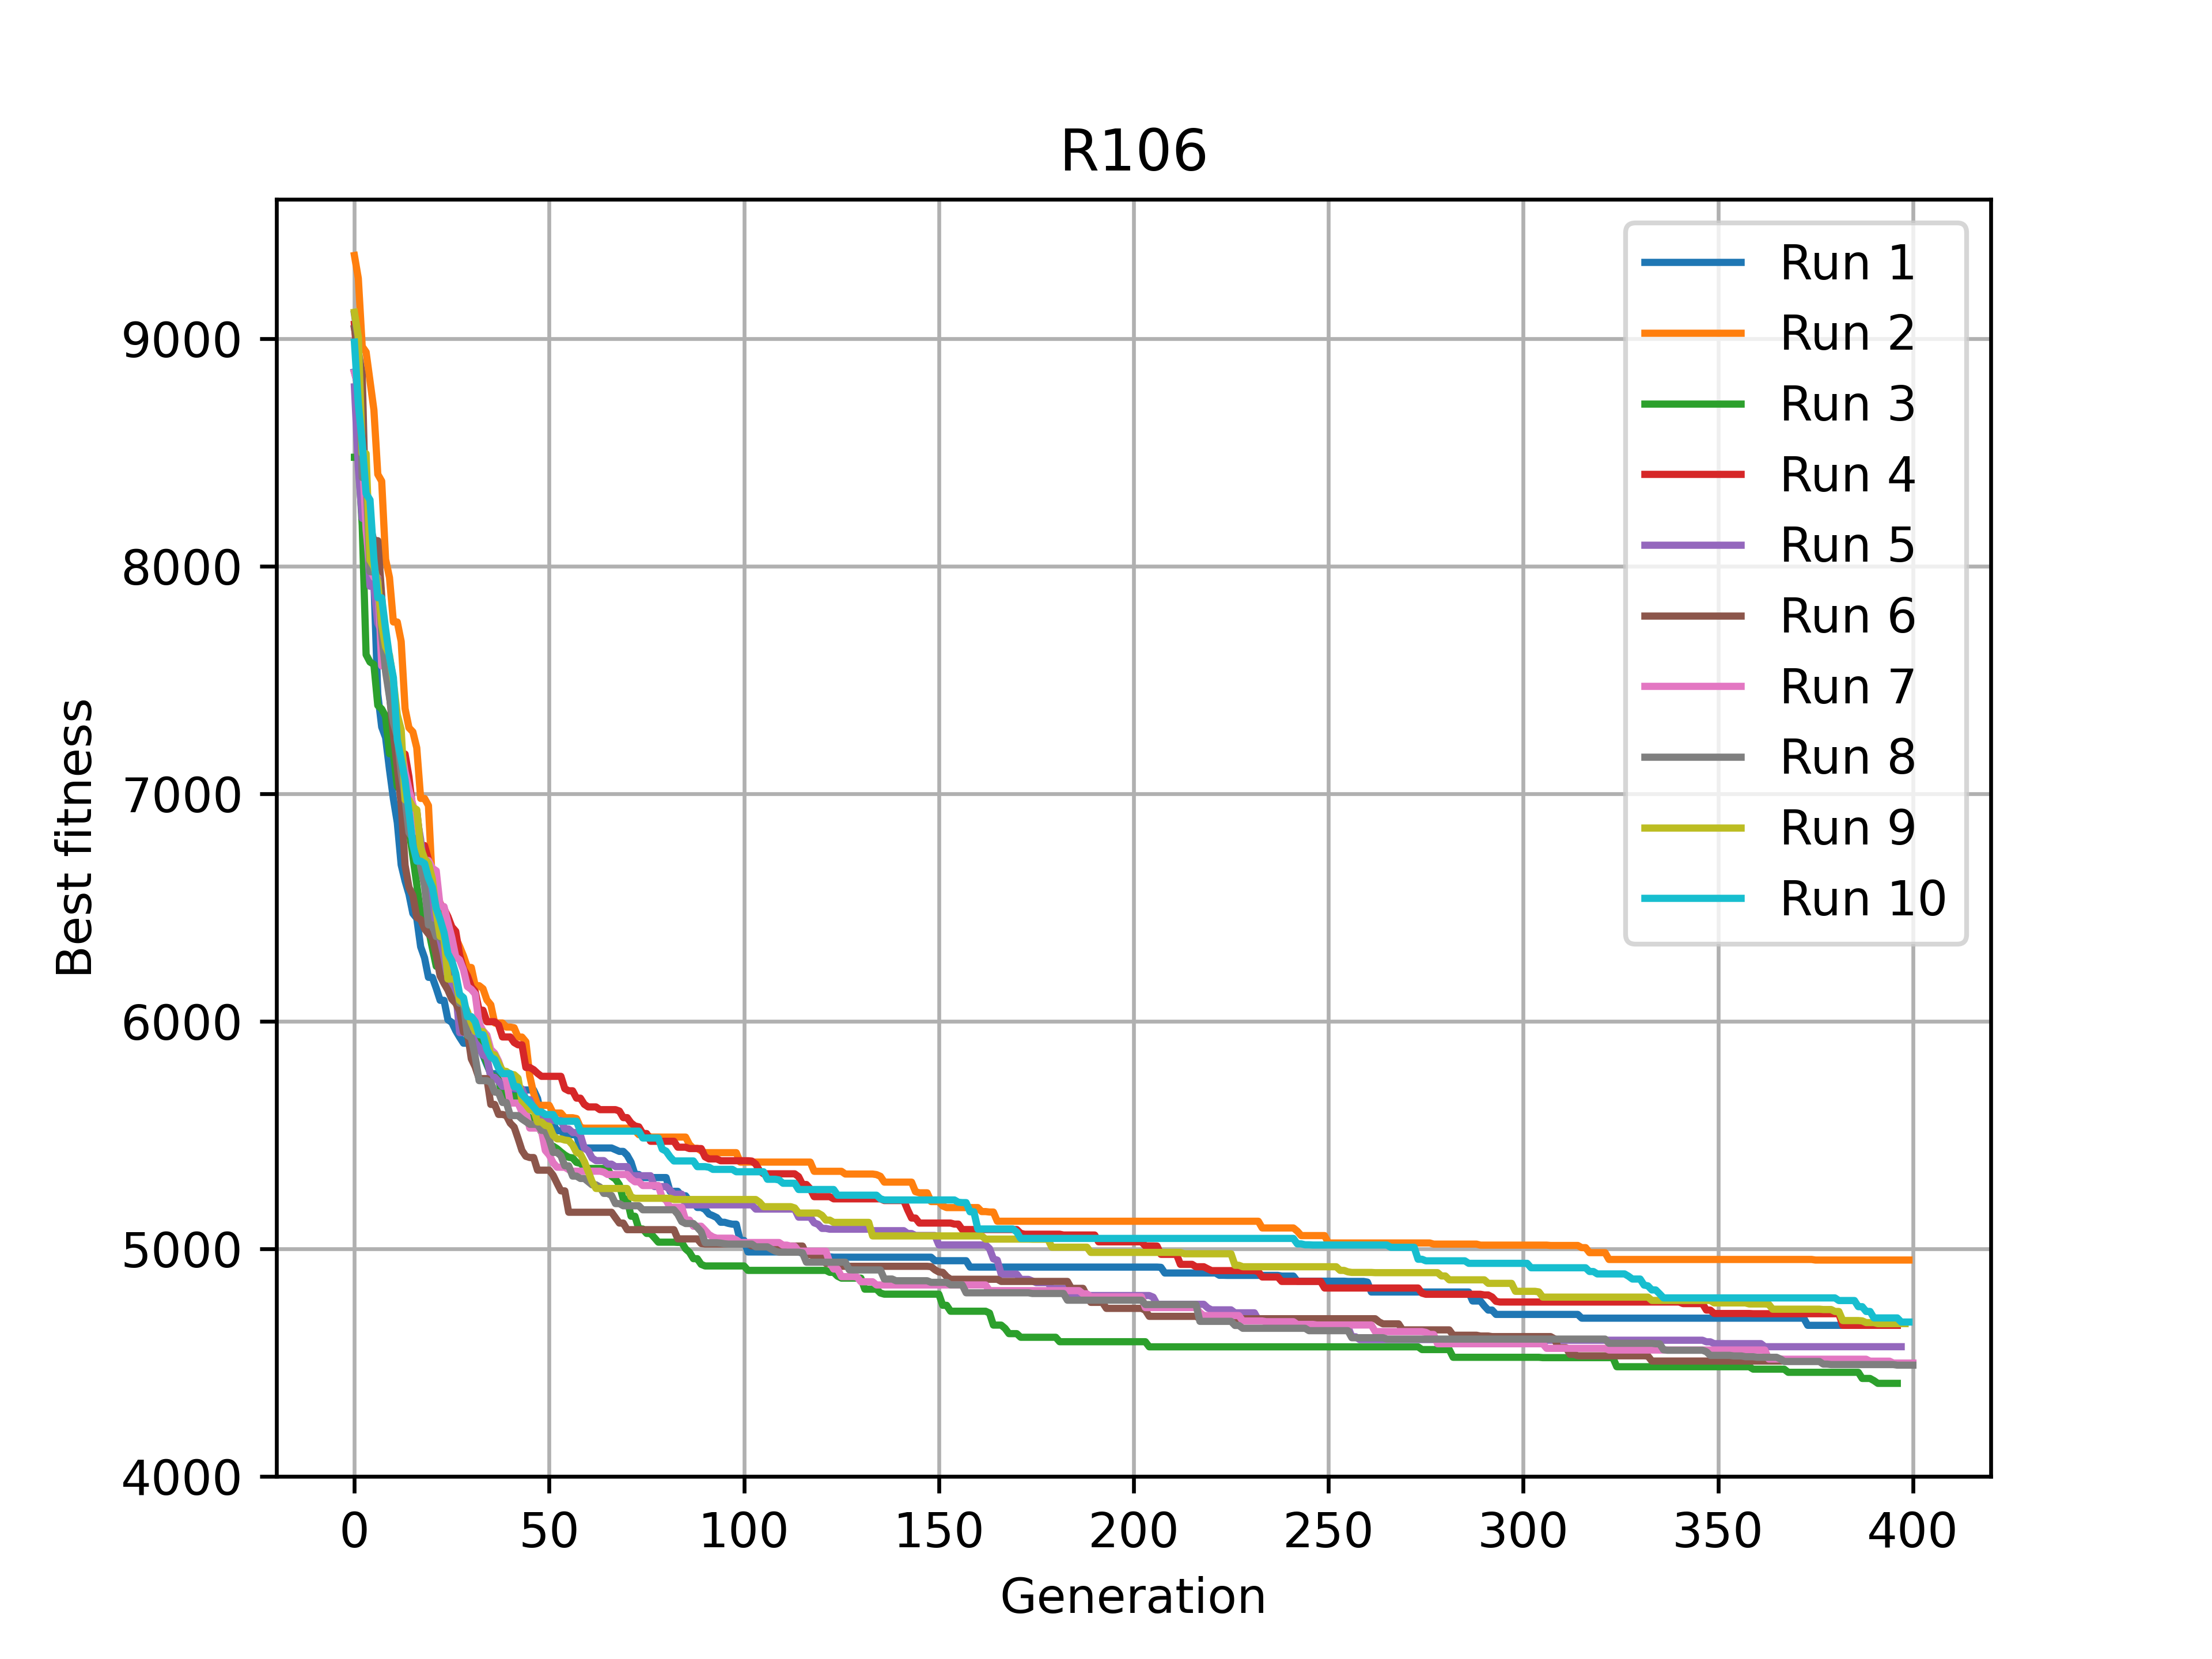 R106
Best fitness
9000
8000
7000
6000
5000
4000
0 50 100 150 200 250 300 350 400
Generation
Run 1
Run 2
Run 3
Run 4
Run 5
Run 6
Run 7
Run 8
Run 9
Run 10